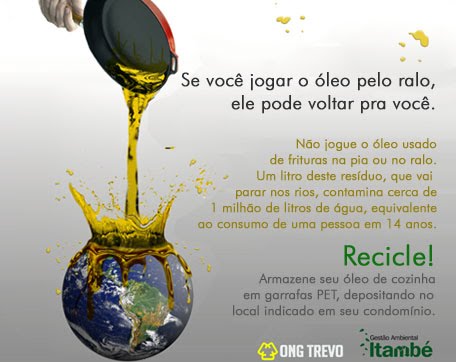 Se você jogar o óleo pelo ralo,
ele pode voltar pra você.
Não jogue o óleo usado
de frituras na pia ou no ralo.
Um litro deste resíduo, que vai
parar nos rios, contamina cerca de
1 milhão de litros de água, equivalente
ao consumo de uma pessoa em 14 anos.
Recicle!
Armazene seu óleo de cozinha
em garrafas PET, depositando no
local indicado em seu condomínio.
ONG TREVO
Gestão Ambiental
Itambé